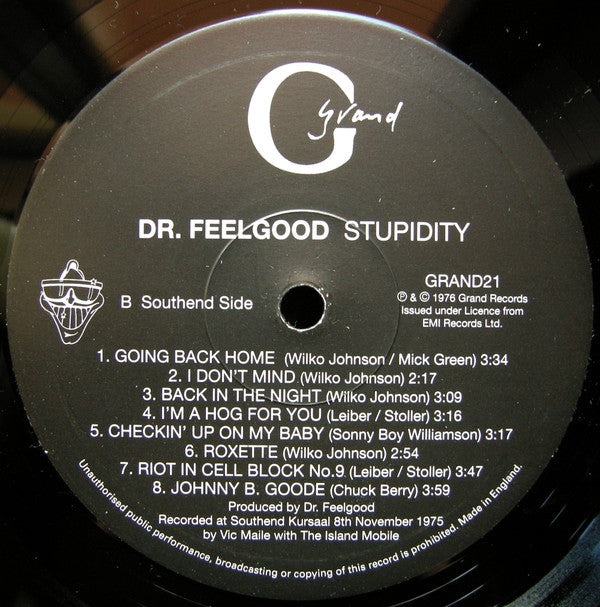 G grand
DR. FEELGOOD STUPIDITY
GRAND21
℗ & © 1976 Grand Records
Issued under Licence from
EMI Records Ltd.
B Southend Side
1. GOING BACK HOME (Wilko Johnson / Mick Green) 3:34
2. I DON'T MIND (Wilko Johnson) 2:17
3. BACK IN THE NIGHT (Wilko Johnson) 3:09
4. I'M A HOG FOR YOU (Leiber / Stoller) 3:16
5. CHECKIN' UP ON MY BABY (Sonny Boy Williamson) 3:17
6. ROXETTE (Wilko Johnson) 2:54
7. RIOT IN CELL BLOCK No.9 (Leiber / Stoller) 3:47
8. JOHNNY B. GOODE (Chuck Berry) 3:59
Produced by Dr. Feelgood
Recorded at Southend Kursaal 8th November 1975
by Vic Maile with The Island Mobile
Unauthorised public performance, broadcasting or copying of this record is prohibited. Made in England.